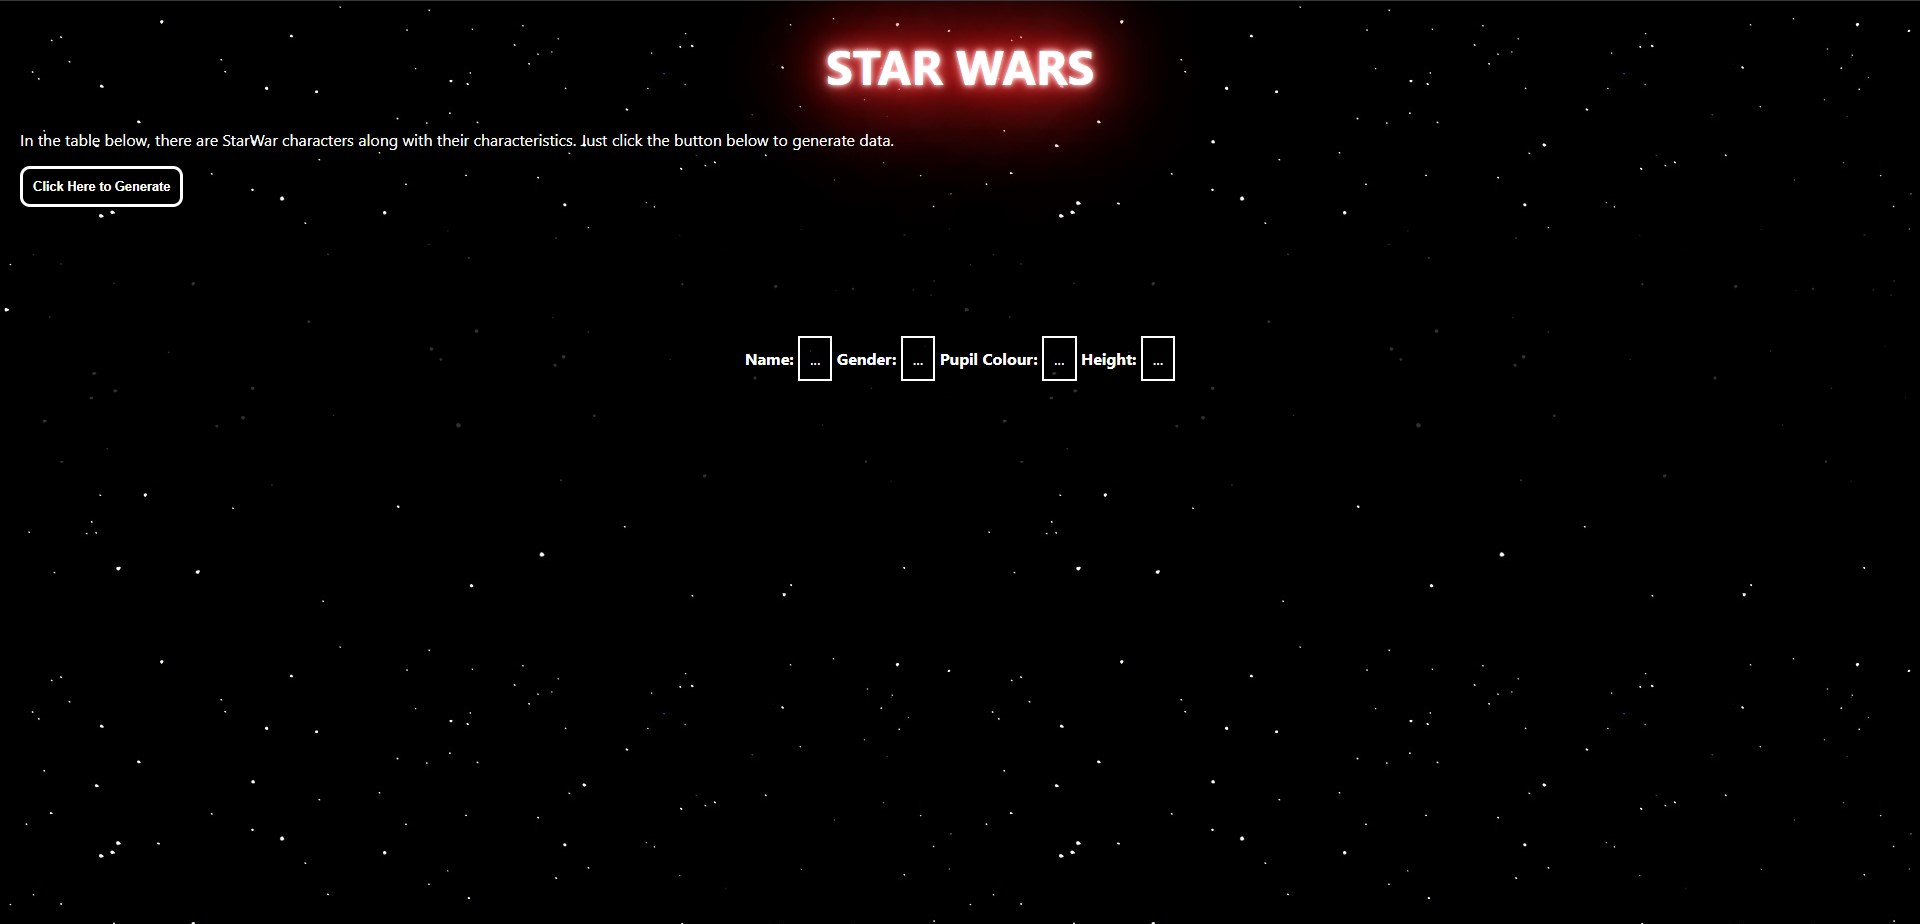 STAR WARS
In the table below, there are StarWar characters along with their characteristics. Just click the button below to generate data.
Click Here to Generate
Name: ... Gender: ... Pupil Colour: ... Height: ...